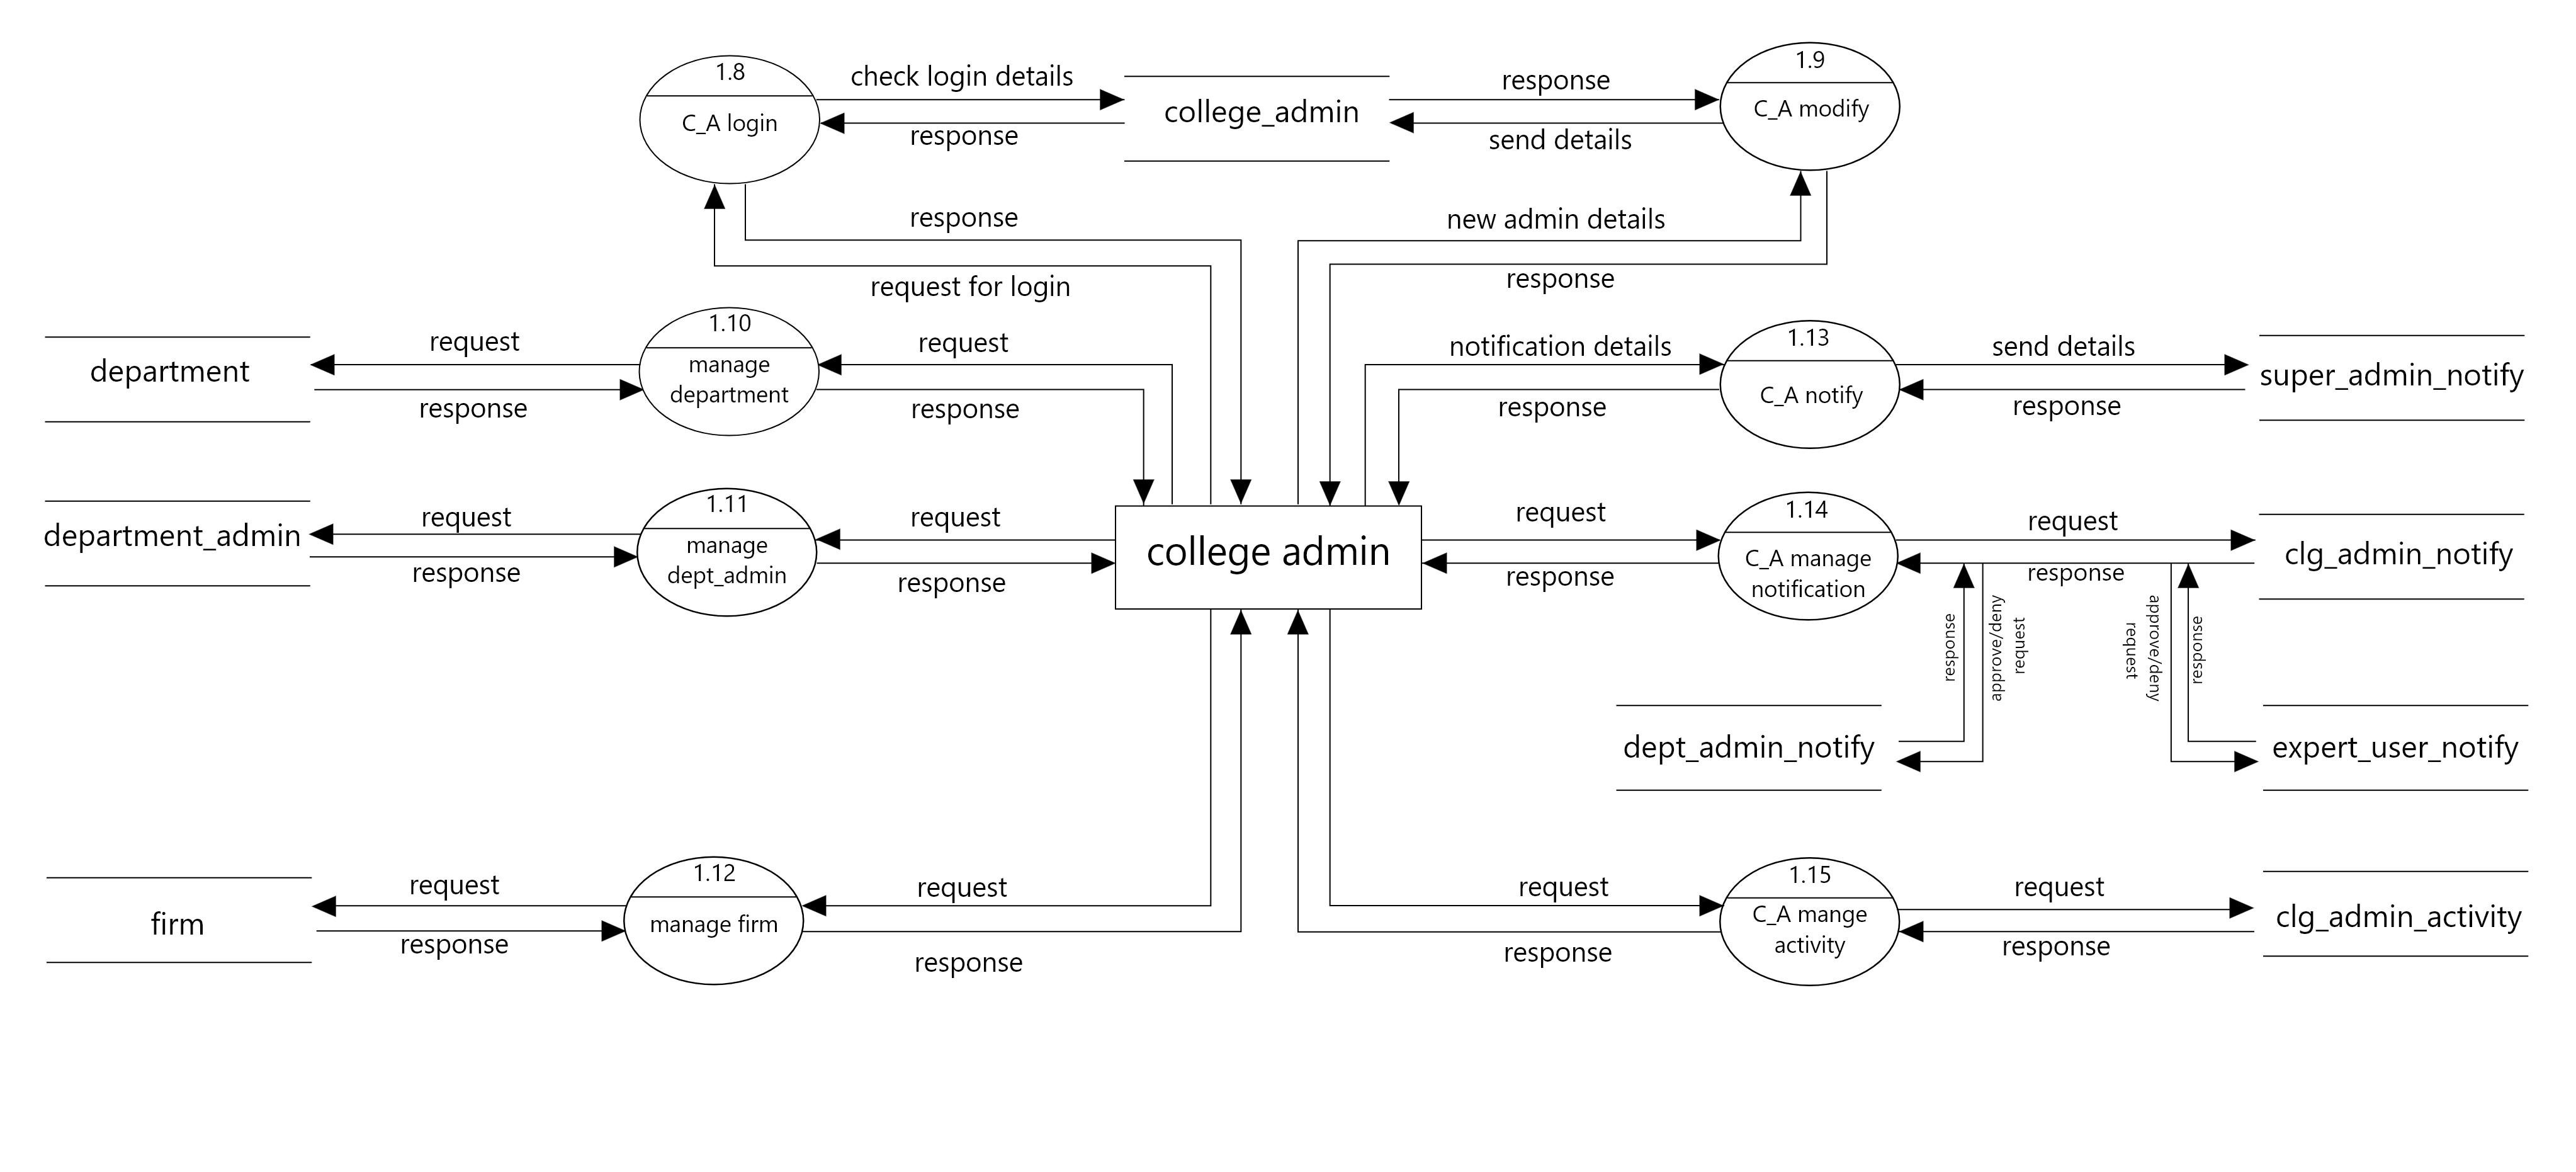 1.8
C_A login
check login details
response
college_admin
response
send details
1.9
C_A modify
response
request for login
new admin details
response
department
request
response
1.10
manage
department
request
response
notification details
response
1.13
C_A notify
send details
response
super_admin_notify
department_admin
request
response
1.11
manage
dept_admin
request
response
college admin
request
response
1.14
C_A manage
notification
request
response
clg_admin_notify
response
approve/deny
request
approve/deny
request
response
dept_admin_notify
expert_user_notify
firm
request
response
1.12
manage firm
request
response
request
response
1.15
C_A mange
activity
request
response
clg_admin_activity